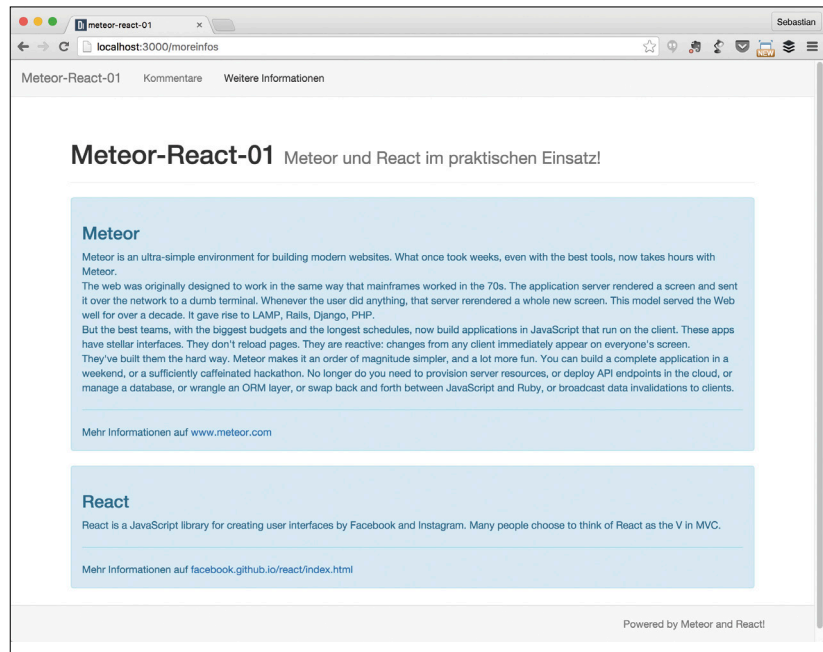 meteor-react-01
Sebastian
localhost:3000/moreinfos
NEW
Meteor-React-01 Kommentare Weitere Informationen
Meteor-React-01 Meteor und React im praktischen Einsatz!
Meteor
Meteor is an ultra-simple environment for building modern websites. What once took weeks, even with the best tools, now takes hours with
Meteor.
The web was originally designed to work in the same way that mainframes worked in the 70s. The application server rendered a screen and sent
it over the network to a dumb terminal. Whenever the user did anything, that server rerendered a whole new screen. This model served the Web
well for over a decade. It gave rise to LAMP, Rails, Django, PHP.
But the best teams, with the biggest budgets and the longest schedules, now build applications in JavaScript that run on the client. These apps
have stellar interfaces. They don't reload pages. They are reactive: changes from any client immediately appear on everyone's screen.
They've built them the hard way. Meteor makes it an order of magnitude simpler, and a lot more fun. You can build a complete application in a
weekend, or a sufficiently caffeinated hackathon. No longer do you need to provision server resources, or deploy API endpoints in the cloud, or
manage a database, or wrangle an ORM layer, or swap back and forth between JavaScript and Ruby, or broadcast data invalidations to clients.
Mehr Informationen auf www.meteor.com
React
React is a JavaScript library for creating user interfaces by Facebook and Instagram. Many people choose to think of React as the V in MVC.
Mehr Informationen auf facebook.github.io/react/index.html
Powered by Meteor and React!